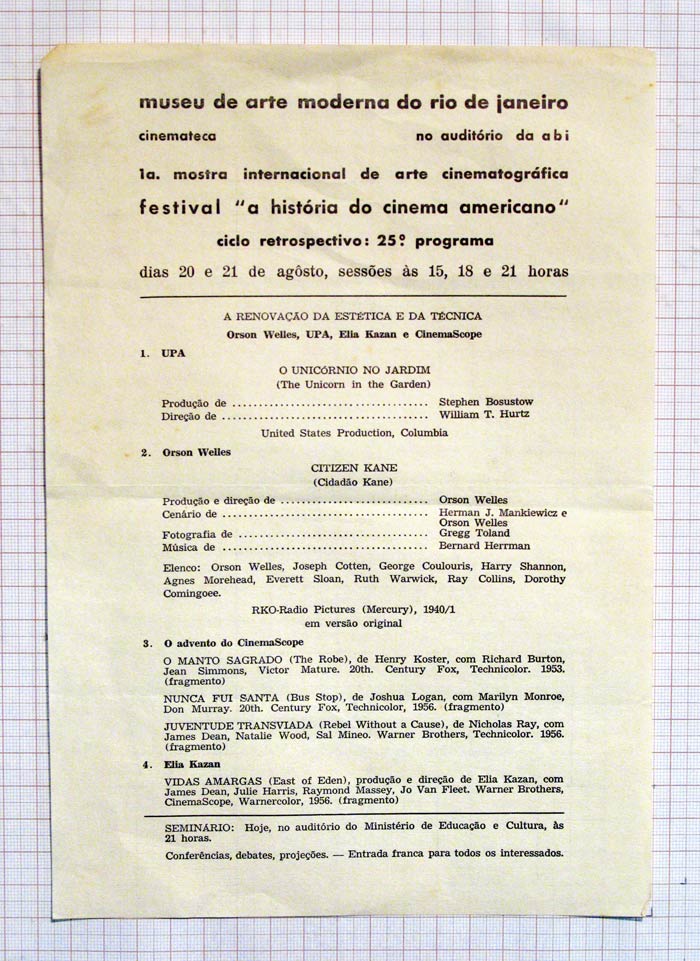 museu de arte moderna do rio de janeiro
cinemateca no auditório da abi
1a. mostra internacional de arte cinematográfica
festival "a história do cinema americano"
ciclo retrospectivo: 25º programa
dias 20 e 21 de agôsto, sessões às 15, 18 e 21 horas
A RENOVAÇÃO DA ESTÉTICA E DA TÉCNICA
Orson Welles, UPA, Elia Kazan e CinemaScope
1. UPA
O UNICÓRNIO NO JARDIM
(The Unicorn in the Garden)
Produção de .................................... Stephen Bosustow
Direção de ...................................... William T. Hurtz
United States Production, Columbia
2. Orson Welles
CITIZEN KANE
(Cidadão Kane)
Produção e direção de ........................... Orson Welles
Cenário de ...................................... Herman J. Mankiewicz e
Orson Welles
Fotografia de ................................... Gregg Toland
Música de ....................................... Bernard Herrman
Elenco: Orson Welles, Joseph Cotten, George Coulouris, Harry Shannon,
Agnes Morehead, Everett Sloan, Ruth Warwick, Ray Collins, Dorothy
Comingoee.
RKO-Radio Pictures (Mercury), 1940/1
em versão original
3. O advento do CinemaScope
O MANTO SAGRADO (The Robe), de Henry Koster, com Richard Burton,
Jean Simmons, Victor Mature. 20th. Century Fox, Technicolor. 1953.
(fragmento)
NUNCA FUI SANTA (Bus Stop), de Joshua Logan, com Marilyn Monroe,
Don Murray. 20th. Century Fox, Technicolor, 1956. (fragmento)
JUVENTUDE TRANSVIADA (Rebel Without a Cause), de Nicholas Ray, com
James Dean, Natalie Wood, Sal Mineo. Warner Brothers, Technicolor. 1956.
(fragmento)
4. Elia Kazan
VIDAS AMARGAS (East of Eden), produção e direção de Elia Kazan, com
James Dean, Julie Harris, Raymond Massey, Jo Van Fleet. Warner Brothers,
CinemaScope, Warnercolor, 1956. (fragmento)
SEMINÁRIO: Hoje, no auditório do Ministério de Educação e Cultura, às
21 horas.
Conferências, debates, projeções. — Entrada franca para todos os interessados.